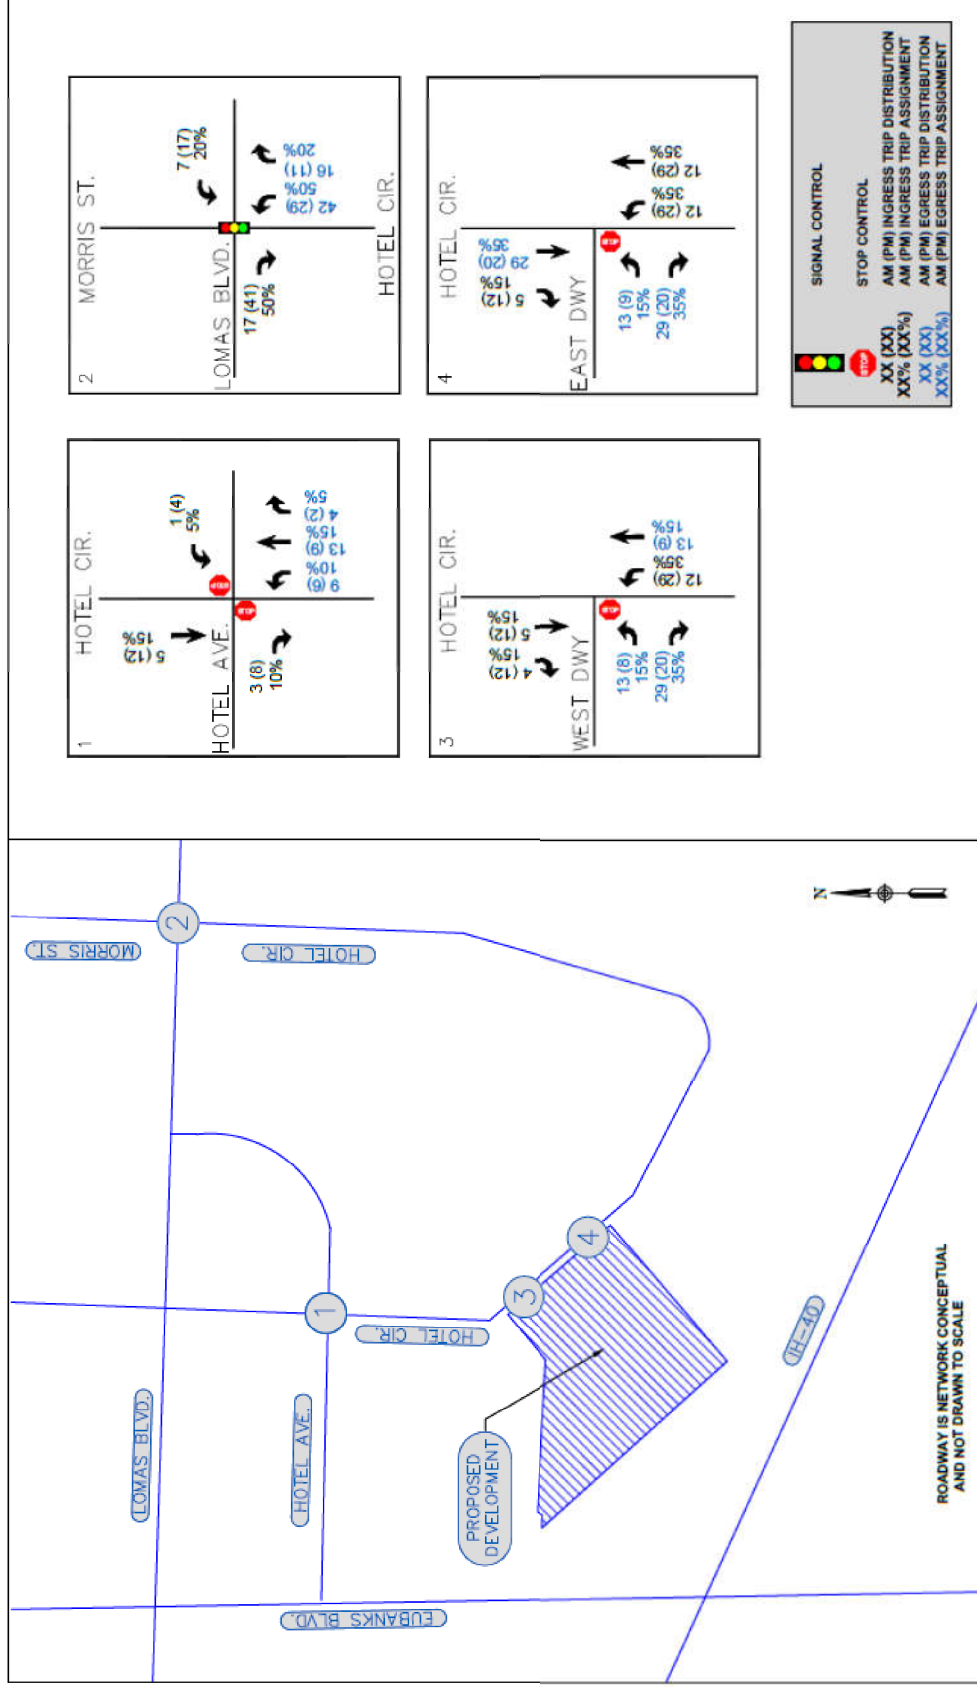 MORRIS ST.
LOMAS BLVD.
HOTEL CIR.
HOTEL AVE.
HOTEL CIR.
PROPOSED
DEVELOPMENT
EUBANKS BLVD.
IH-40
1
2
3
4
N
ROADWAY IS NETWORK CONCEPTUAL
AND NOT DRAWN TO SCALE
1
HOTEL CIR.
HOTEL AVE.
5 (12)
15%
1 (4)
5%
3 (8)
10%
9 (6)
10%
13 (9)
15%
4 (2)
5%
2
MORRIS ST.
LOMAS BLVD.
HOTEL CIR.
7 (17)
20%
17 (41)
50%
42 (29)
50%
16 (11)
20%
3
HOTEL CIR.
WEST DWY
4 (12)
15%
5 (12)
15%
13 (8)
15%
29 (20)
35%
12 (29)
35%
13 (9)
15%
4
HOTEL CIR.
EAST DWY
5 (12)
15%
29 (20)
35%
13 (9)
15%
29 (20)
35%
12 (29)
35%
12 (29)
35%
SIGNAL CONTROL
STOP STOP CONTROL
XX (XX) AM (PM) INGRESS TRIP DISTRIBUTION
XX% (XX%) AM (PM) INGRESS TRIP ASSIGNMENT
XX (XX) AM (PM) EGRESS TRIP DISTRIBUTION
XX% (XX%) AM (PM) EGRESS TRIP ASSIGNMENT